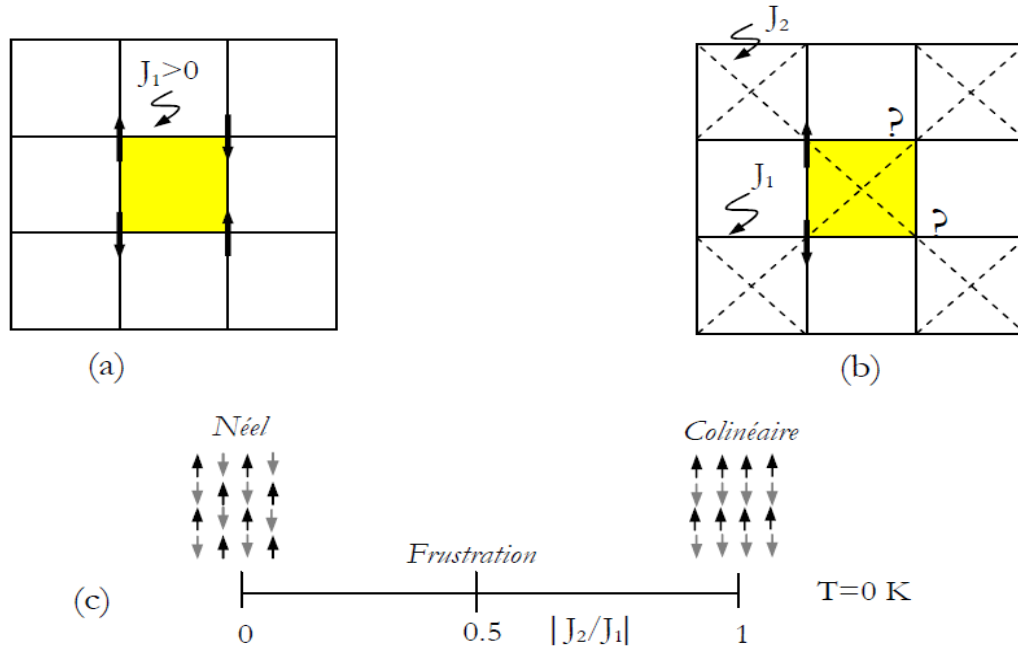 J₁>0
J₂
?
J₁
?
(a)
(b)
Néel
Colinéaire
Frustration
(c)
T=0 K
0
0.5
|J₂/J₁|
1